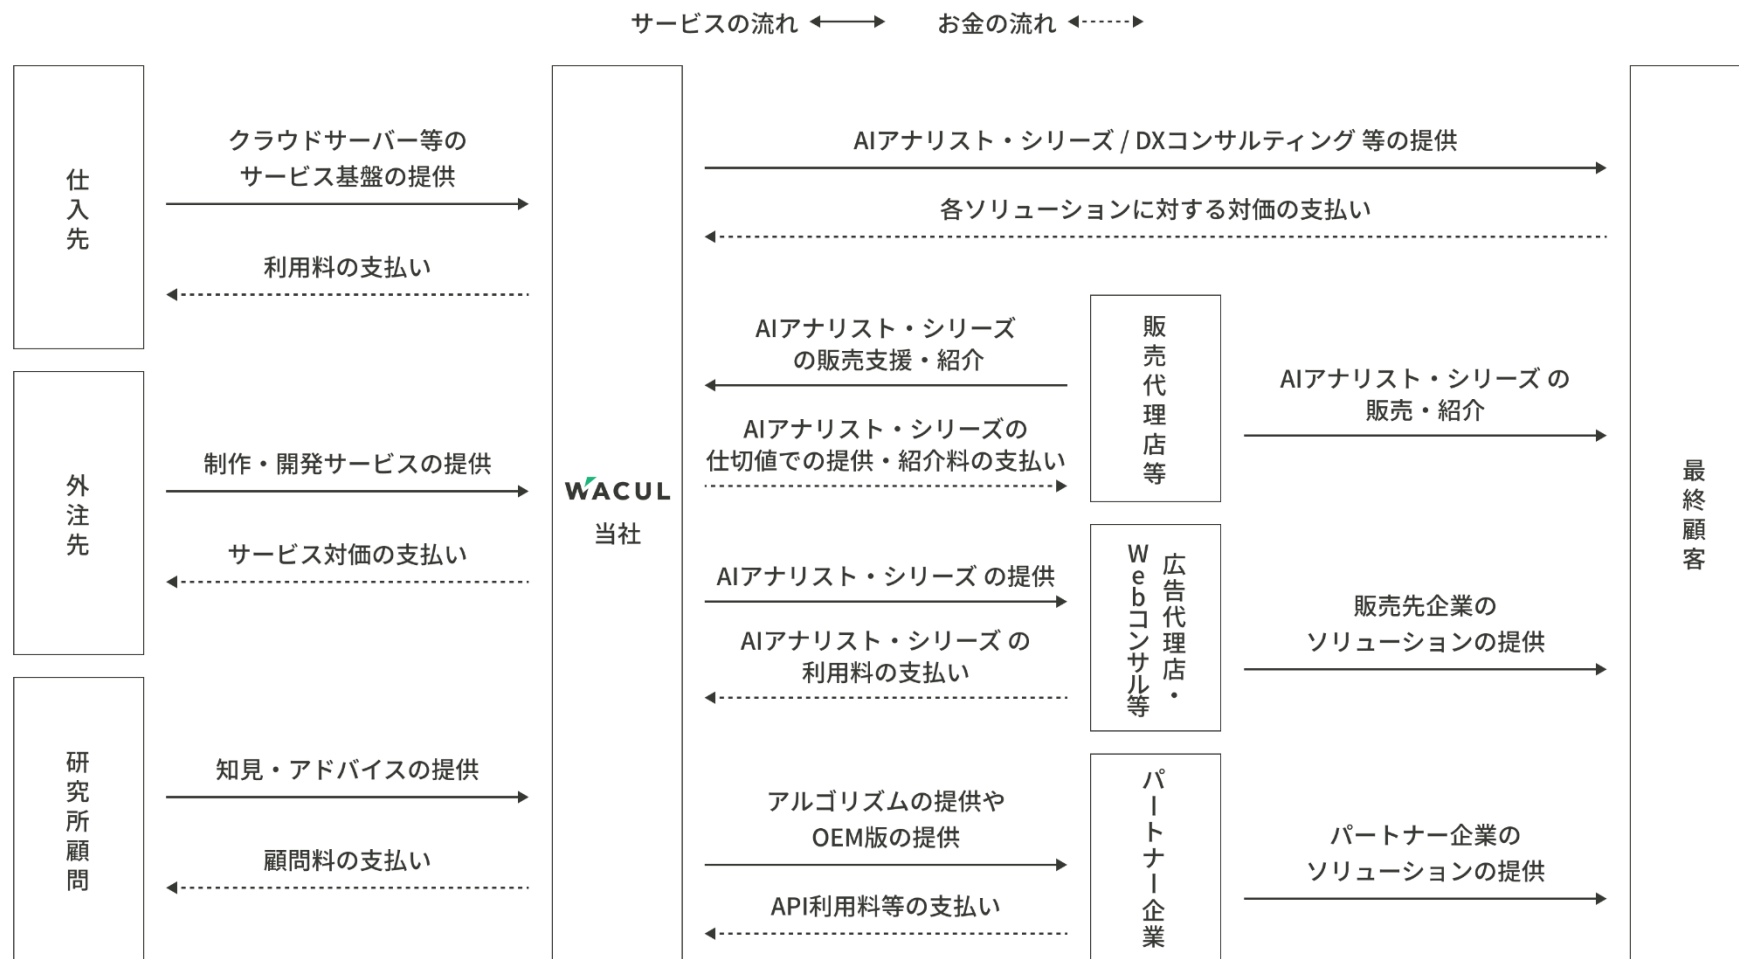 サービスの流れ
お金の流れ
仕入先
クラウドサーバー等の
サービス基盤の提供
利用料の支払い
外注先
制作・開発サービスの提供
サービス対価の支払い
研究所顧問
知見・アドバイスの提供
顧問料の支払い
WACUL
当社
AIアナリスト・シリーズ / DXコンサルティング 等の提供
各ソリューションに対する対価の支払い
AIアナリスト・シリーズ
の販売支援・紹介
AIアナリスト・シリーズの
仕切値での提供・紹介料の支払い
販売代理店等
AIアナリスト・シリーズ の
販売・紹介
AIアナリスト・シリーズ の提供
AIアナリスト・シリーズ の
利用料の支払い
広告代理店・
Webコンサル等
販売先企業の
ソリューションの提供
アルゴリズムの提供や
OEM版の提供
API利用料等の支払い
パートナー企業
パートナー企業の
ソリューションの提供
最終顧客